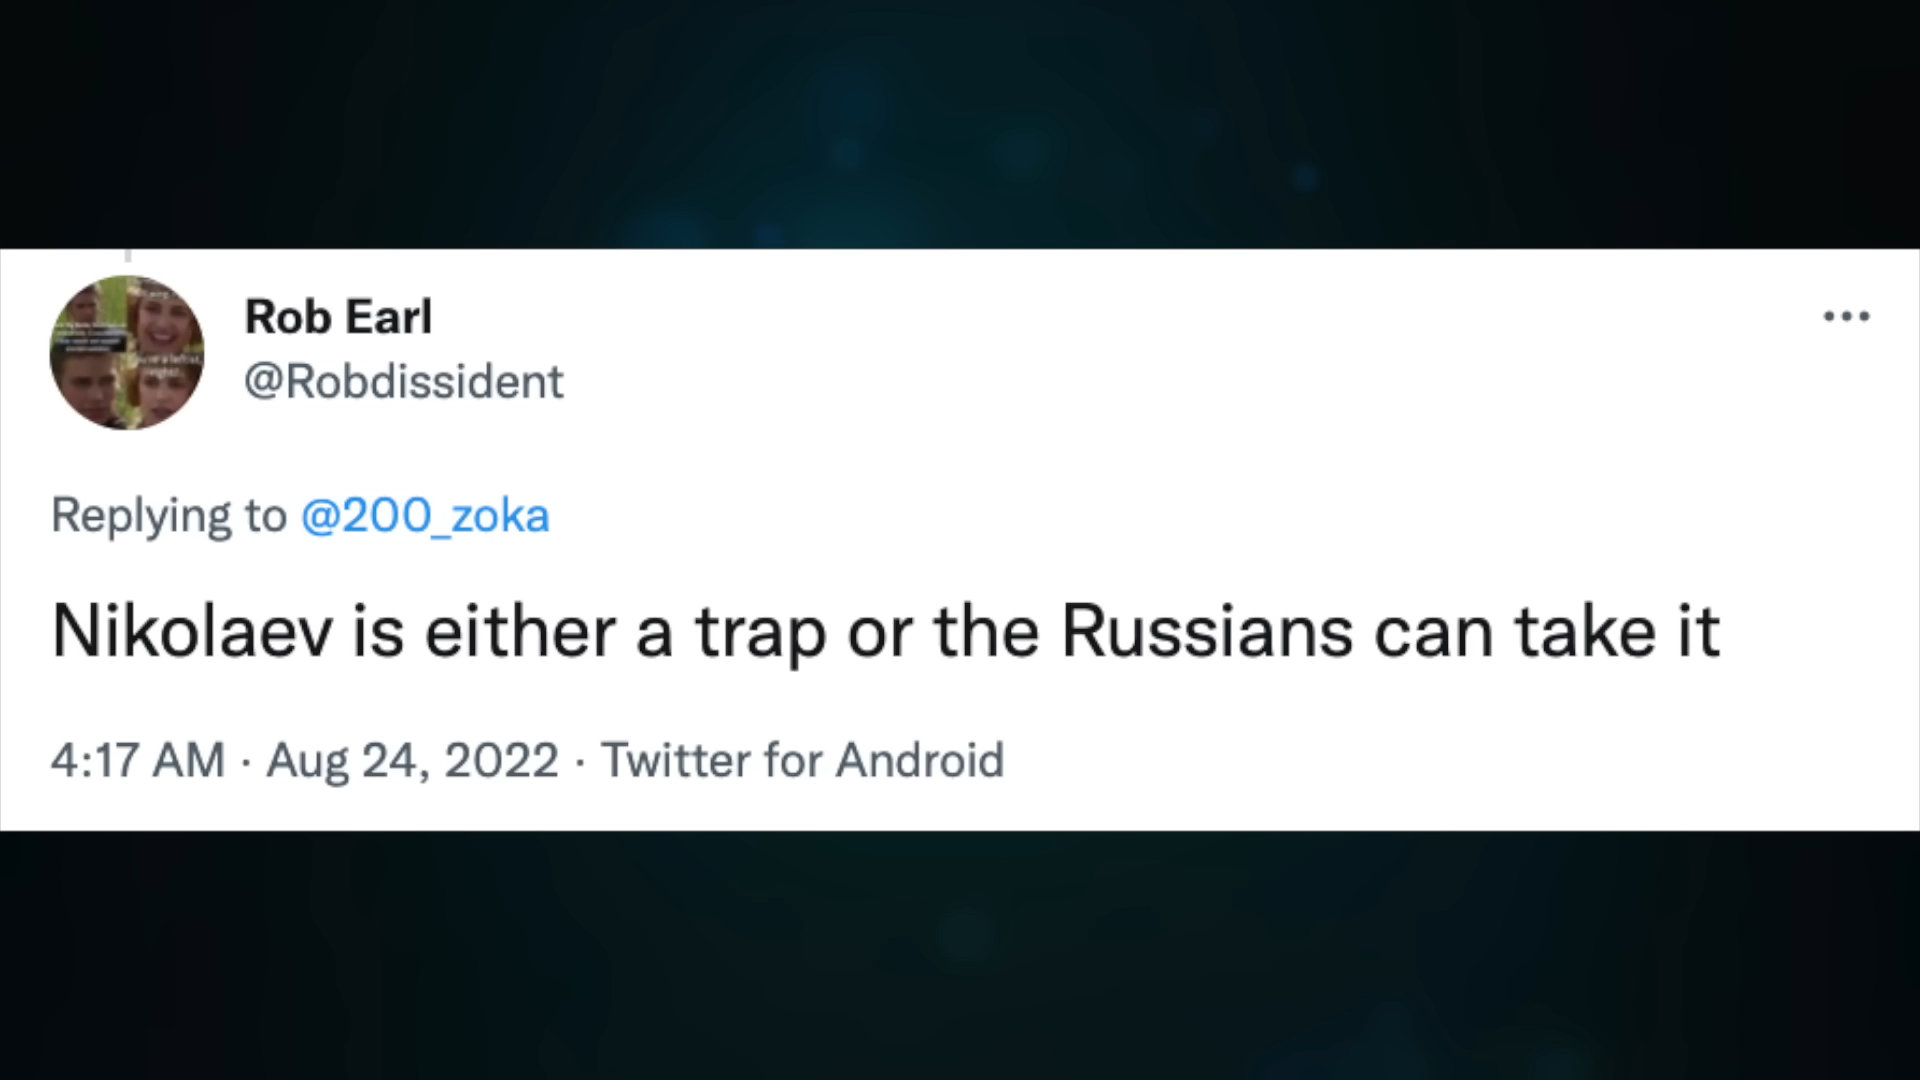 Rob Earl
@Robdissident
Replying to @200_zoka
Nikolaev is either a trap or the Russians can take it
4:17 AM · Aug 24, 2022 · Twitter for Android